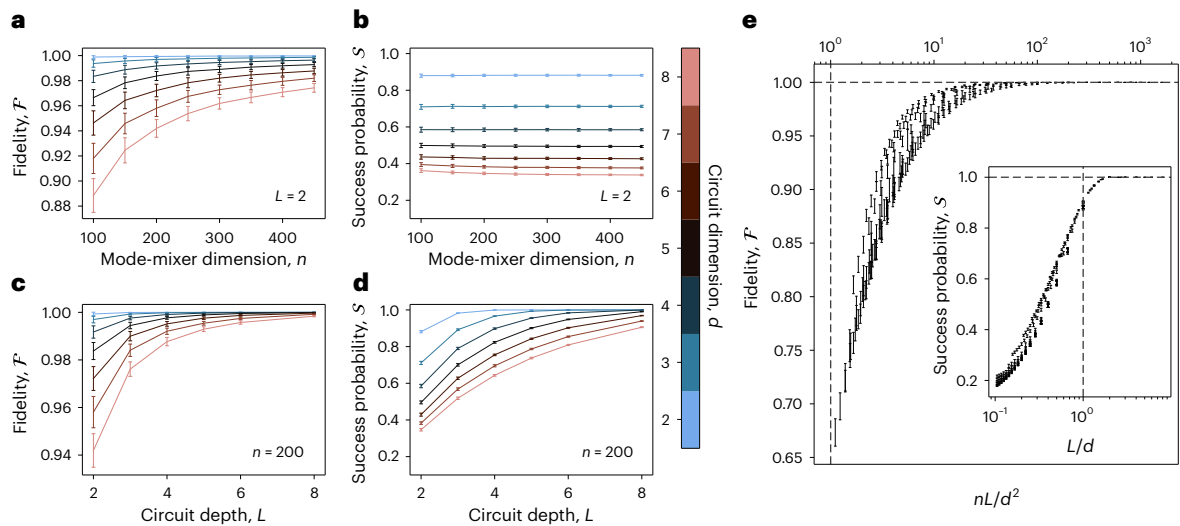 a
1.00
0.98
0.96
0.94
0.92
0.90
0.88
Fidelity, F
L = 2
100 200 300 400
Mode-mixer dimension, n
b
1.0
0.8
0.6
0.4
0.2
Success probability, S
L = 2
100 200 300 400
Mode-mixer dimension, n
8
7
6
5
4
3
2
Circuit dimension, d
c
1.00
0.98
0.96
0.94
Fidelity, F
n = 200
2 4 6 8
Circuit depth, L
d
1.0
0.8
0.6
0.4
0.2
Success probability, S
n = 200
2 4 6 8
Circuit depth, L
e
10⁰ 10¹ 10² 10³
1.00
0.95
0.90
0.85
0.80
0.75
0.70
0.65
Fidelity, F
nL/d²
1.0
0.8
0.6
0.4
0.2
Success probability, S
10⁻¹ 10⁰
L/d